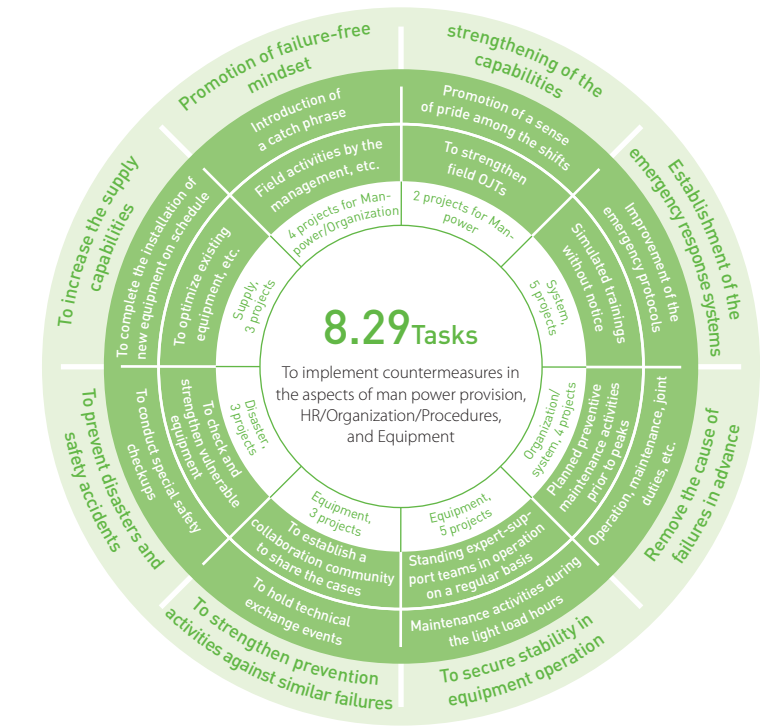 8.29Tasks
To implement countermeasures in
the aspects of man power provision,
HR/Organization/Procedures,
and Equipment
Promotion of failure-free
mindset
Introduction of
a catch phrase
Field activities by the
management, etc.
4 projects for Man-
power/Organization
strengthening of the
capabilities
Promotion of a sense
of pride among the shifts
To strengthen
field OJTs
2 projects for Man-
power
Establishment of the
emergency response systems
Improvement of the
emergency protocols
Simulated trainings
without notice
System,
5 projects
Remove the cause of
failures in advance
Operation, maintenance, joint
duties, etc.
Planned preventive
maintenance activities
prior to peaks
Organization/
system, 4 projects
To secure stability in
equipment operation
Maintenance activities during
the light load hours
Standing expert-sup-
port teams in operation
on a regular basis
Equipment,
5 projects
To strengthen prevention
activities against similar failures
To hold technical
exchange events
To establish a
collaboration community
to share the cases
Equipment,
3 projects
To prevent disasters and
safety accidents
To conduct special safety
checkups
To check and
strengthen vulnerable
equipment
Disaster,
3 projects
To increase the supply
capabilities
To complete the installation of
new equipment on schedule
To optimize existing
equipment, etc.
Supply,
3 projects